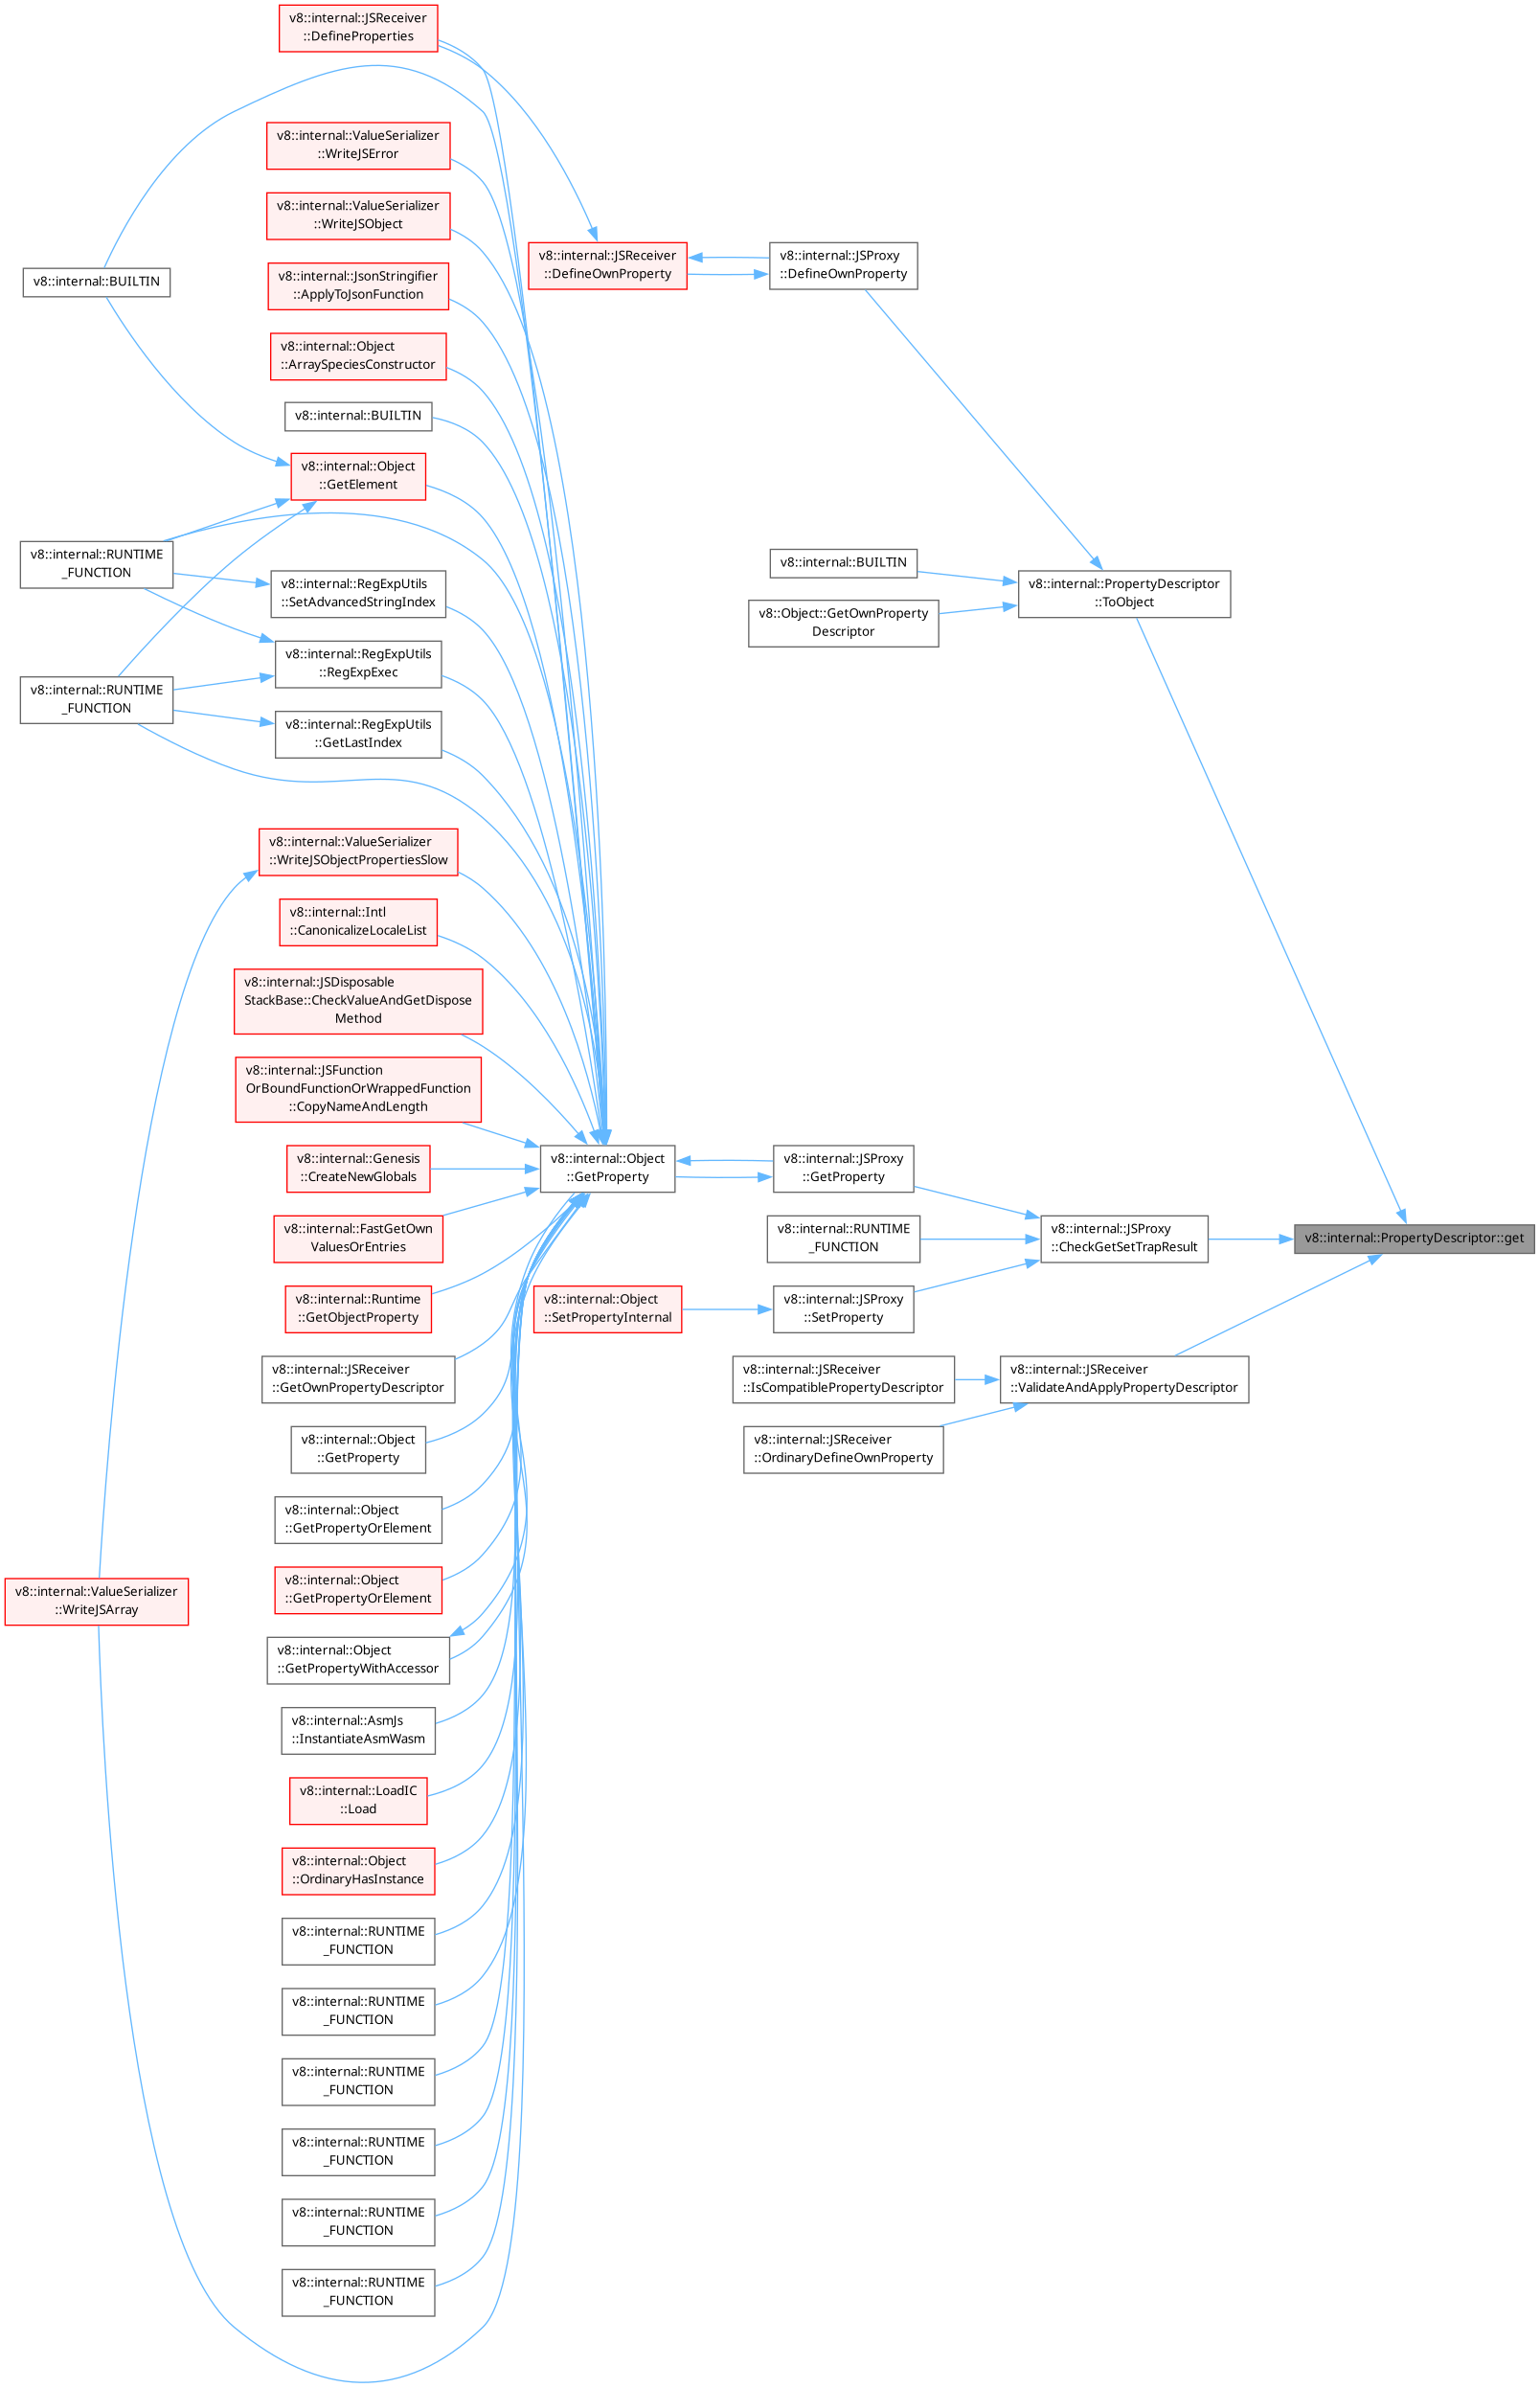 v8::internal::JSReceiver
::DefineProperties
v8::internal::ValueSerializer
::WriteJSError
v8::internal::ValueSerializer
::WriteJSObject
v8::internal::JSReceiver
::DefineOwnProperty
v8::internal::JSProxy
::DefineOwnProperty
v8::internal::BUILTIN
v8::internal::JsonStringifier
::ApplyToJsonFunction
v8::internal::Object
::ArraySpeciesConstructor
v8::internal::BUILTIN
v8::internal::Object
::GetElement
v8::internal::RUNTIME
_FUNCTION
v8::internal::RegExpUtils
::SetAdvancedStringIndex
v8::internal::BUILTIN
v8::Object::GetOwnProperty
Descriptor
v8::internal::PropertyDescriptor
::ToObject
v8::internal::RegExpUtils
::RegExpExec
v8::internal::RUNTIME
_FUNCTION
v8::internal::RegExpUtils
::GetLastIndex
v8::internal::ValueSerializer
::WriteJSObjectPropertiesSlow
v8::internal::Intl
::CanonicalizeLocaleList
v8::internal::JSDisposable
StackBase::CheckValueAndGetDispose
Method
v8::internal::JSFunction
OrBoundFunctionOrWrappedFunction
::CopyNameAndLength
v8::internal::Genesis
::CreateNewGlobals
v8::internal::Object
::GetProperty
v8::internal::JSProxy
::GetProperty
v8::internal::FastGetOwn
ValuesOrEntries
v8::internal::RUNTIME
_FUNCTION
v8::internal::JSProxy
::CheckGetSetTrapResult
v8::internal::PropertyDescriptor::get
v8::internal::Runtime
::GetObjectProperty
v8::internal::Object
::SetPropertyInternal
v8::internal::JSProxy
::SetProperty
v8::internal::JSReceiver
::GetOwnPropertyDescriptor
v8::internal::JSReceiver
::IsCompatiblePropertyDescriptor
v8::internal::JSReceiver
::ValidateAndApplyPropertyDescriptor
v8::internal::Object
::GetProperty
v8::internal::JSReceiver
::OrdinaryDefineOwnProperty
v8::internal::Object
::GetPropertyOrElement
v8::internal::ValueSerializer
::WriteJSArray
v8::internal::Object
::GetPropertyOrElement
v8::internal::Object
::GetPropertyWithAccessor
v8::internal::AsmJs
::InstantiateAsmWasm
v8::internal::LoadIC
::Load
v8::internal::Object
::OrdinaryHasInstance
v8::internal::RUNTIME
_FUNCTION
v8::internal::RUNTIME
_FUNCTION
v8::internal::RUNTIME
_FUNCTION
v8::internal::RUNTIME
_FUNCTION
v8::internal::RUNTIME
_FUNCTION
v8::internal::RUNTIME
_FUNCTION